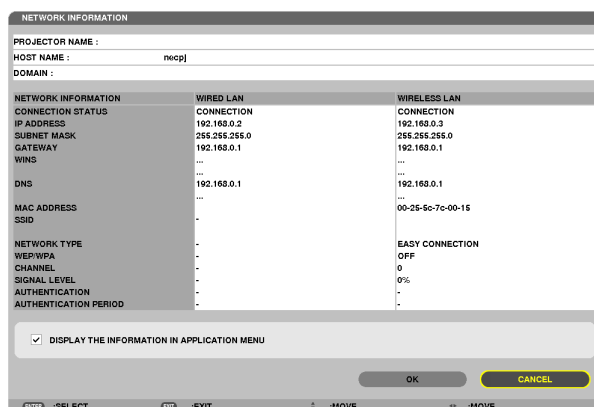 NETWORK INFORMATION
PROJECTOR NAME :
HOST NAME : necpj
DOMAIN :
NETWORK INFORMATION WIRED LAN WIRELESS LAN
CONNECTION STATUS CONNECTION CONNECTION
IP ADDRESS 192.168.0.2 192.168.0.3
SUBNET MASK 255.255.255.0 255.255.255.0
GATEWAY 192.168.0.1 192.168.0.1
WINS ... ...
... ...
DNS 192.168.0.1 192.168.0.1
... ...
MAC ADDRESS 00-25-5c-7c-00-15
SSID -
NETWORK TYPE - EASY CONNECTION
WEP/WPA - OFF
CHANNEL - 0
SIGNAL LEVEL - 0%
AUTHENTICATION - -
AUTHENTICATION PERIOD - -
DISPLAY THE INFORMATION IN APPLICATION MENU
OK CANCEL
ENTER :SELECT EXIT :EXIT :MOVE :MOVE